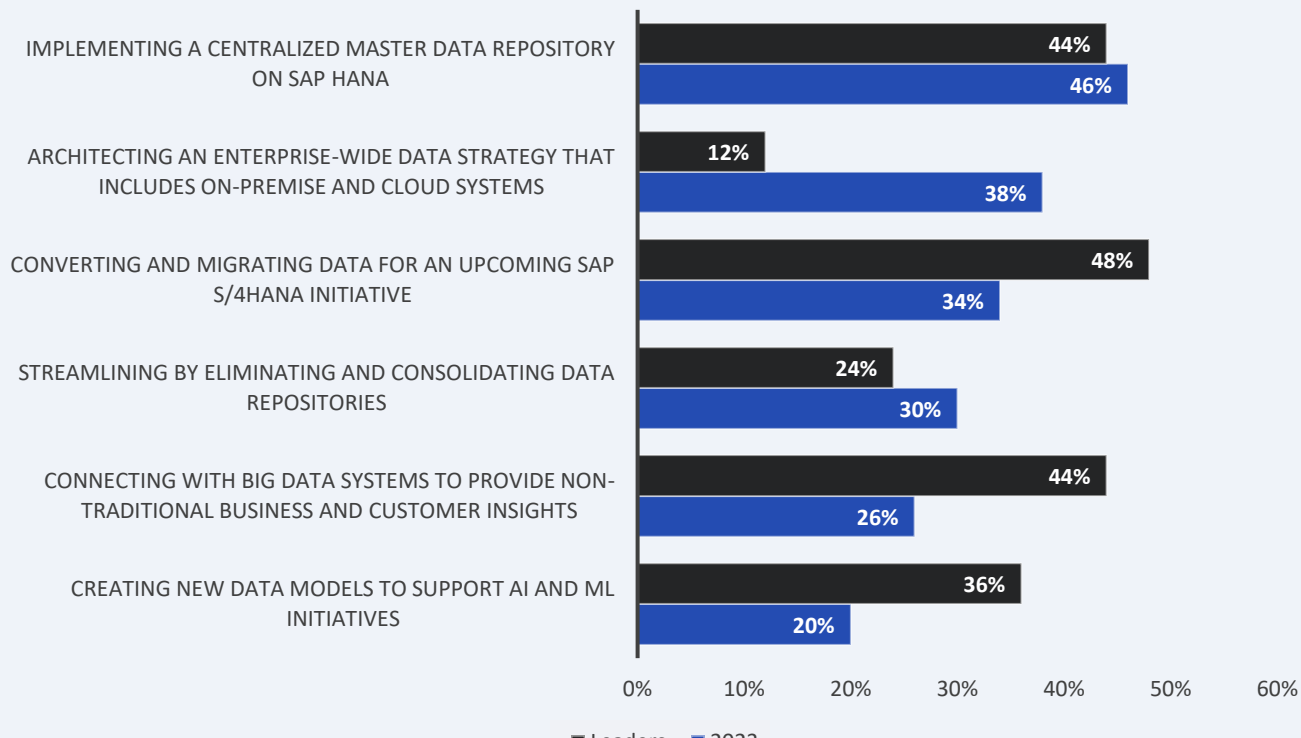 IMPLEMENTING A CENTRALIZED MASTER DATA REPOSITORY
ON SAP HANA
44%
46%
ARCHITECTING AN ENTERPRISE-WIDE DATA STRATEGY THAT
INCLUDES ON-PREMISE AND CLOUD SYSTEMS
12%
38%
CONVERTING AND MIGRATING DATA FOR AN UPCOMING SAP
S/4HANA INITIATIVE
48%
34%
STREAMLINING BY ELIMINATING AND CONSOLIDATING DATA
REPOSITORIES
24%
30%
CONNECTING WITH BIG DATA SYSTEMS TO PROVIDE NON-
TRADITIONAL BUSINESS AND CUSTOMER INSIGHTS
44%
26%
CREATING NEW DATA MODELS TO SUPPORT AI AND ML
INITIATIVES
36%
20%
0% 10% 20% 30% 40% 50% 60%